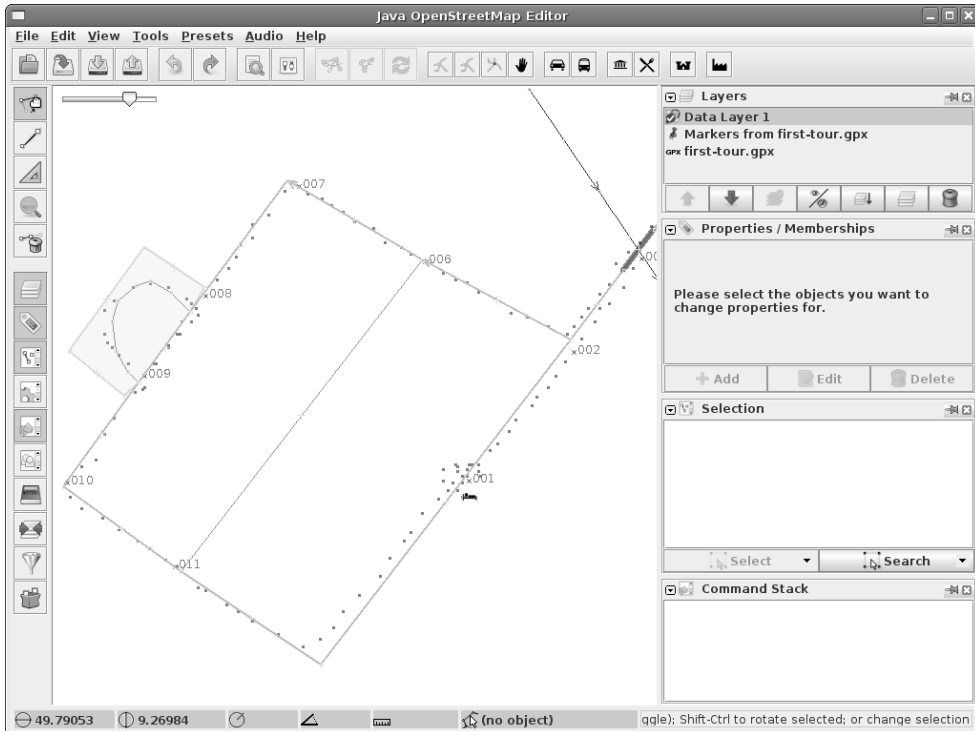 Java OpenStreetMap Editor
File Edit View Tools Presets Audio Help
Layers
Data Layer 1
Markers from first-tour.gpx
GPX first-tour.gpx
007
006
00
008
002
009
010
001
011
Properties / Memberships
Please select the objects you want to
change properties for.
Add Edit Delete
Selection
Select Search
Command Stack
49.79053 9.26984 (no object) ggle); Shift-Ctrl to rotate selected; or change selection